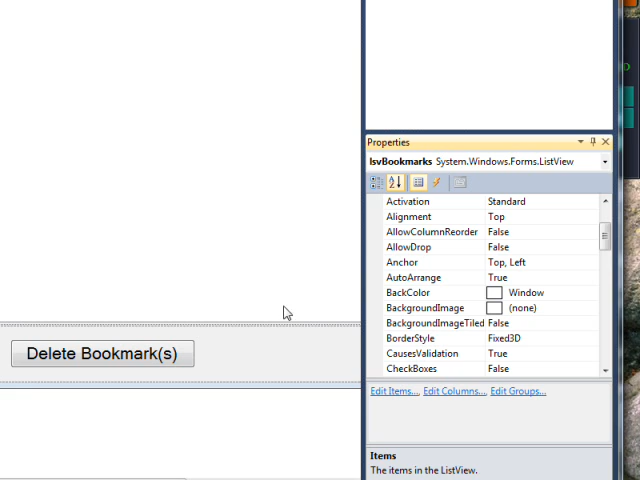 Properties
lsvBookmarks System.Windows.Forms.ListView
Activation Standard
Alignment Top
AllowColumnReorder False
AllowDrop False
Anchor Top, Left
AutoArrange True
BackColor Window
BackgroundImage (none)
BackgroundImageTiled False
BorderStyle Fixed3D
CausesValidation True
CheckBoxes False
Delete Bookmark(s)
Edit Items..., Edit Columns..., Edit Groups...
Items
The items in the ListView.